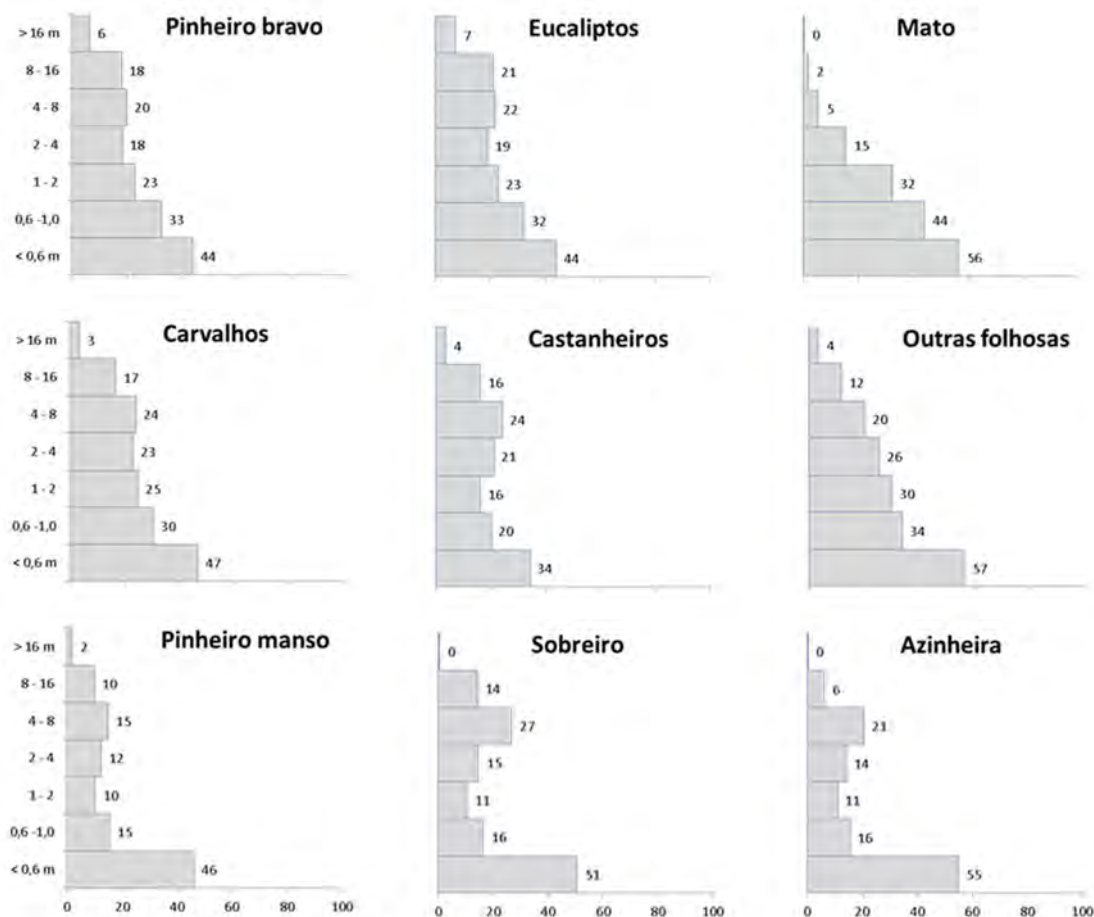 Pinheiro bravo
> 16 m 6
8 - 16 18
4 - 8 20
2 - 4 18
1 - 2 23
0,6 -1,0 33
< 0,6 m 44
Eucaliptos
7
21
22
19
23
32
44
Mato
0
2
5
15
32
44
56
Carvalhos
> 16 m 3
8 - 16 17
4 - 8 24
2 - 4 23
1 - 2 25
0,6 -1,0 30
< 0,6 m 47
Castanheiros
4
16
24
21
16
20
34
Outras folhosas
4
12
20
26
30
34
57
Pinheiro manso
> 16 m 2
8 - 16 10
4 - 8 15
2 - 4 12
1 - 2 10
0,6 -1,0 15
< 0,6 m 46
0 20 40 60 80 100
Sobreiro
0
14
27
15
11
16
51
0 20 40 60 80 100
Azinheira
0
6
21
14
11
16
55
0 20 40 60 80 100